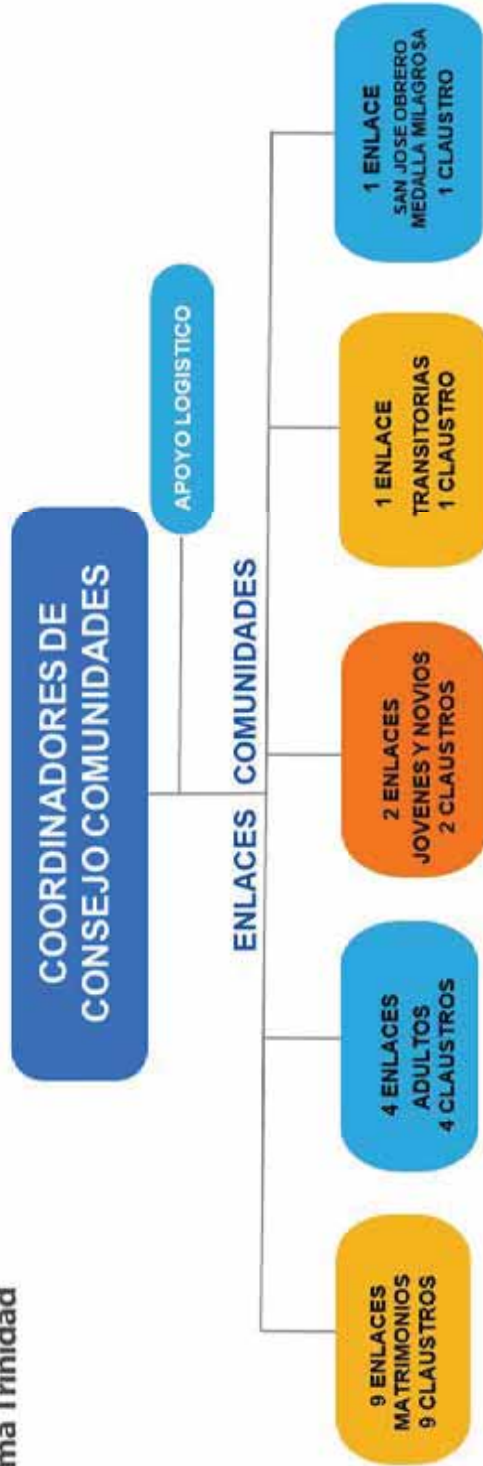 ma Trinidad
COORDINADORES DE
CONSEJO COMUNIDADES
APOYO LOGISTICO
ENLACES COMUNIDADES
9 ENLACES
MATRIMONIOS
9 CLAUSTROS
4 ENLACES
ADULTOS
4 CLAUSTROS
2 ENLACES
JOVENES Y NOVIOS
2 CLAUSTROS
1 ENLACE
TRANSITORIAS
1 CLAUSTRO
1 ENLACE
SAN JOSE OBRERO
MEDALLA MILAGROSA
1 CLAUSTRO